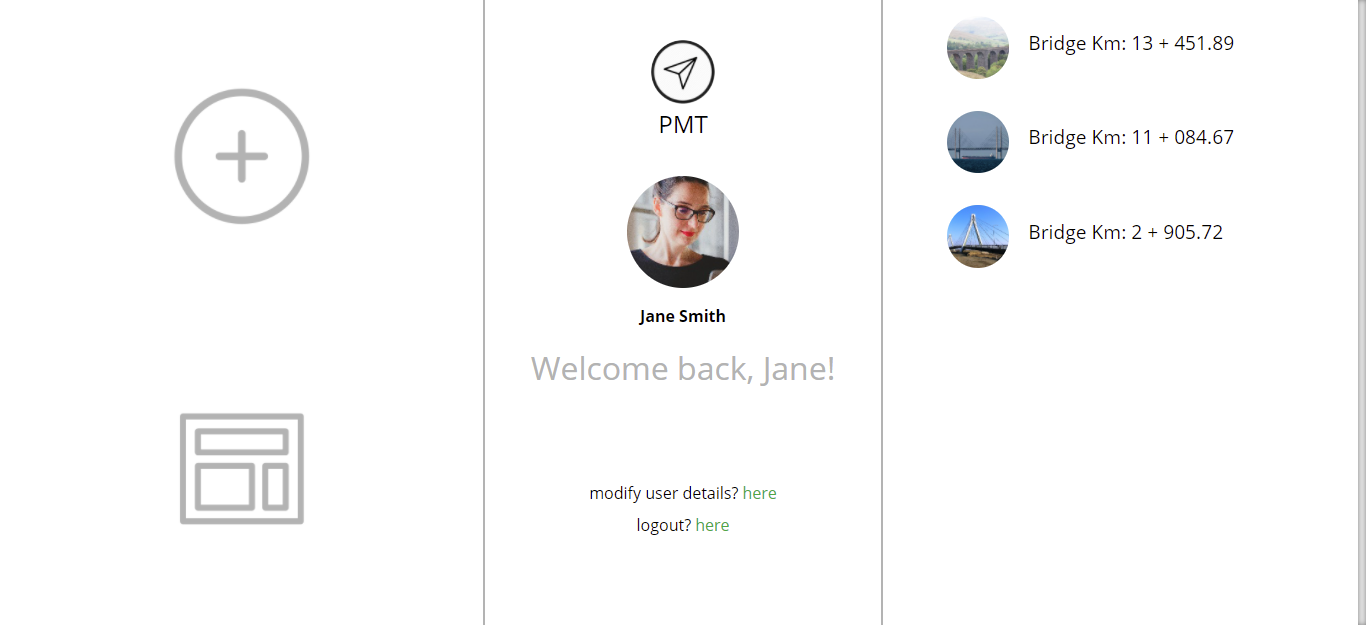 PMT
Jane Smith
Welcome back, Jane!
modify user details? here
logout? here
Bridge Km: 13 + 451.89
Bridge Km: 11 + 084.67
Bridge Km: 2 + 905.72